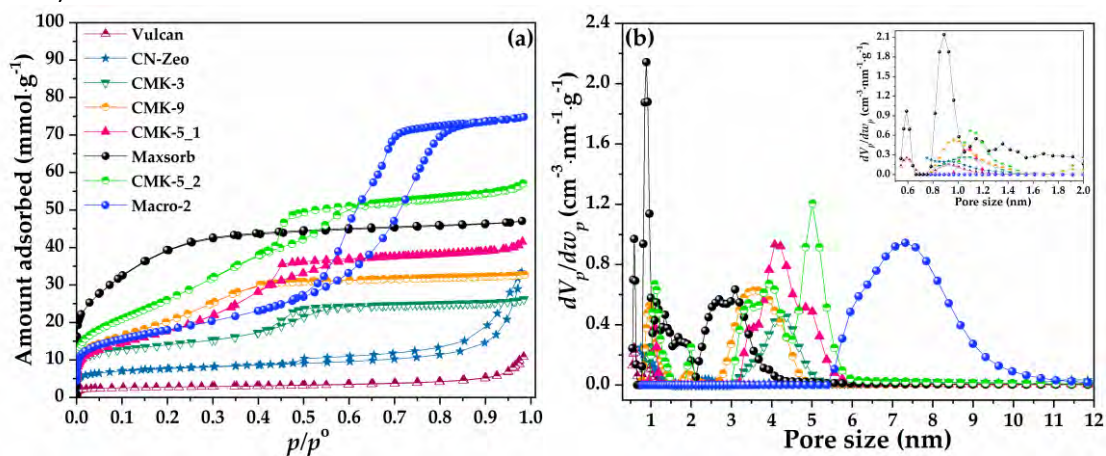 100
90
80
70
60
50
40
30
20
10
0
Amount adsorbed (mmol·g⁻¹)
(a)
Vulcan
CN-Zeo
CMK-3
CMK-9
CMK-5_1
Maxsorb
CMK-5_2
Macro-2
0.0 0.1 0.2 0.3 0.4 0.5 0.6 0.7 0.8 0.9 1.0
p/pº
2.4
2.0
1.6
1.2
0.8
0.4
0.0
dVₚ/dwₚ (cm⁻³·nm⁻¹·g⁻¹)
(b)
1 2 3 4 5 6 7 8 9 10 11 12
Pore size (nm)
2.1
1.8
1.5
1.2
0.9
0.6
0.3
0.0
dVₚ/dwₚ (cm⁻³·nm⁻¹·g⁻¹)
0.6 0.8 1.0 1.2 1.4 1.6 1.8 2.0
Pore size (nm)